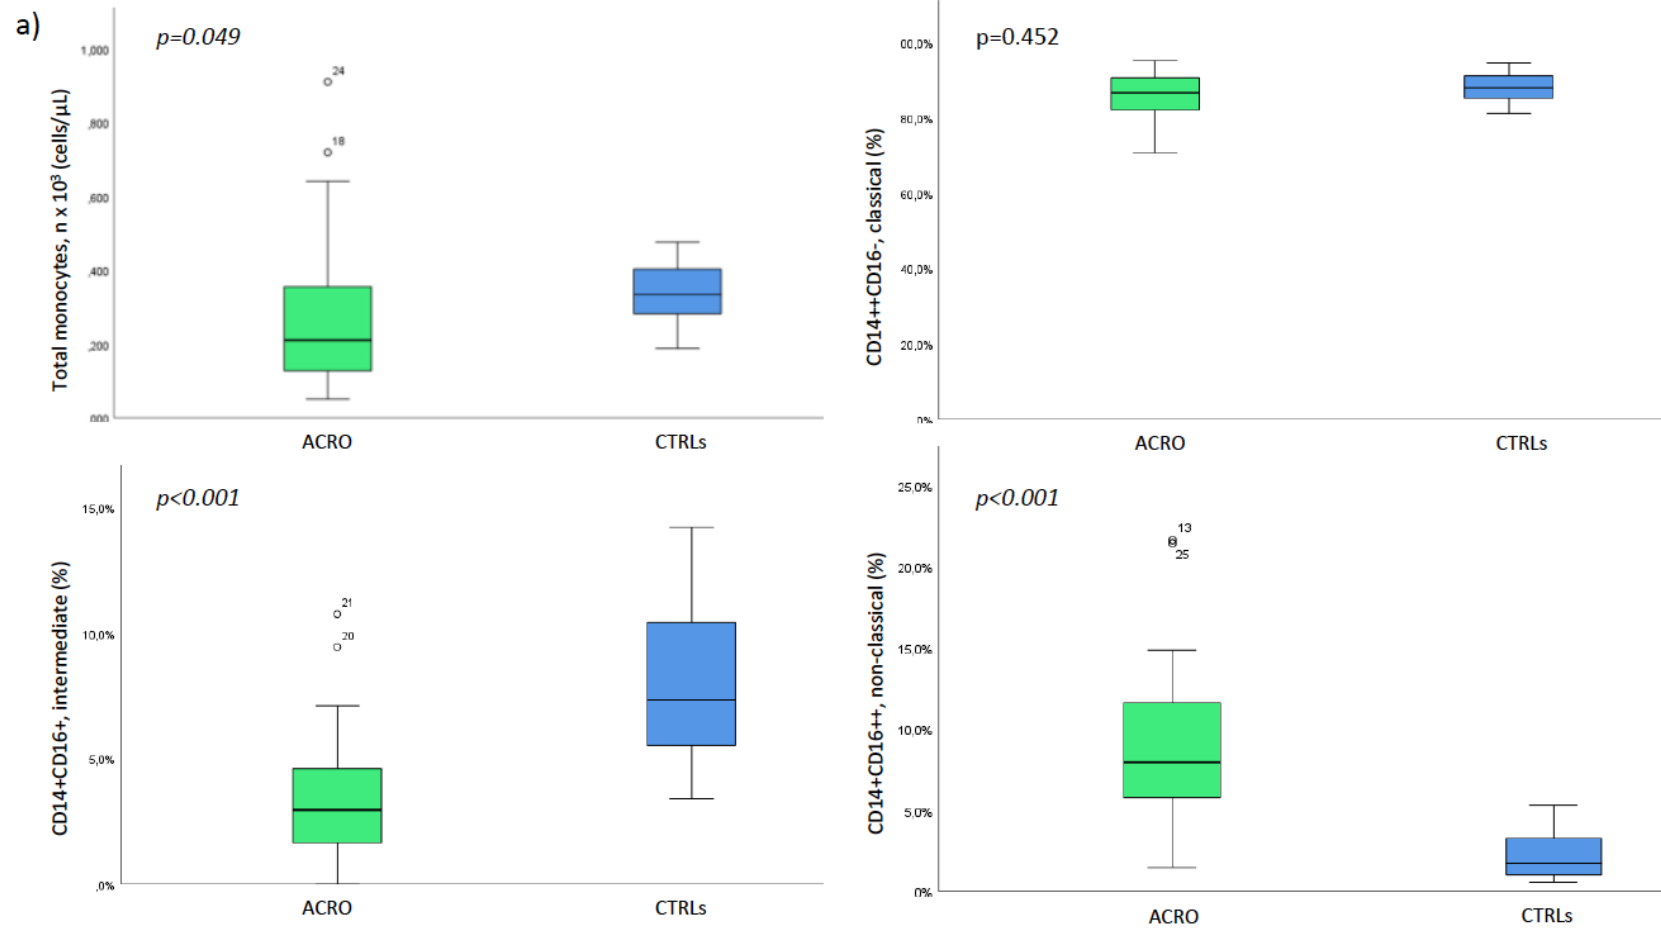 a)
p=0.049
Total monocytes, n x 10³ (cells/µL)
1,000
,800
,600
,400
,200
,000
24
18
ACRO
CTRLs
p=0.452
CD14++CD16-, classical (%)
00,0%
80,0%
60,0%
40,0%
20,0%
0%
ACRO
CTRLs
p<0.001
CD14+CD16+, intermediate (%)
15,0%
10,0%
5,0%
,0%
21
20
ACRO
CTRLs
p<0.001
CD14+CD16++, non-classical (%)
25,0%
20,0%
15,0%
10,0%
5,0%
0%
13
25
ACRO
CTRLs